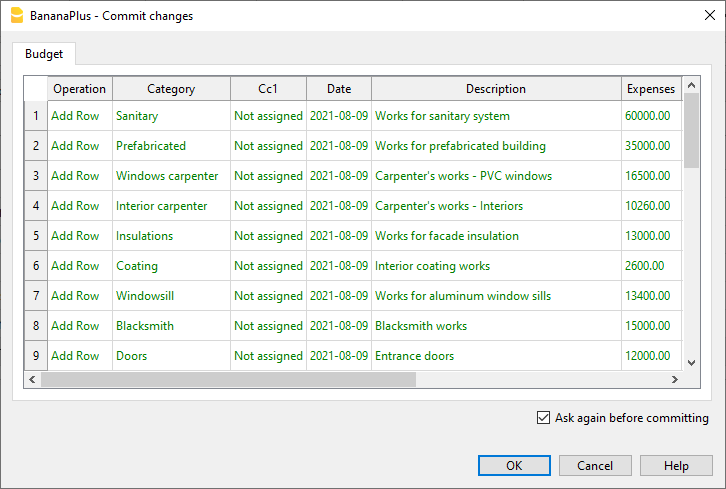 BananaPlus - Commit changes
Budget
Operation Category Cc1 Date Description Expenses
1 Add Row Sanitary Not assigned 2021-08-09 Works for sanitary system 60000.00
2 Add Row Prefabricated Not assigned 2021-08-09 Works for prefabricated building 35000.00
3 Add Row Windows carpenter Not assigned 2021-08-09 Carpenter's works - PVC windows 16500.00
4 Add Row Interior carpenter Not assigned 2021-08-09 Carpenter's works - Interiors 10260.00
5 Add Row Insulations Not assigned 2021-08-09 Works for facade insulation 13000.00
6 Add Row Coating Not assigned 2021-08-09 Interior coating works 2600.00
7 Add Row Windowsill Not assigned 2021-08-09 Works for aluminum window sills 13400.00
8 Add Row Blacksmith Not assigned 2021-08-09 Blacksmith works 15000.00
9 Add Row Doors Not assigned 2021-08-09 Entrance doors 12000.00
Ask again before committing
OK Cancel Help